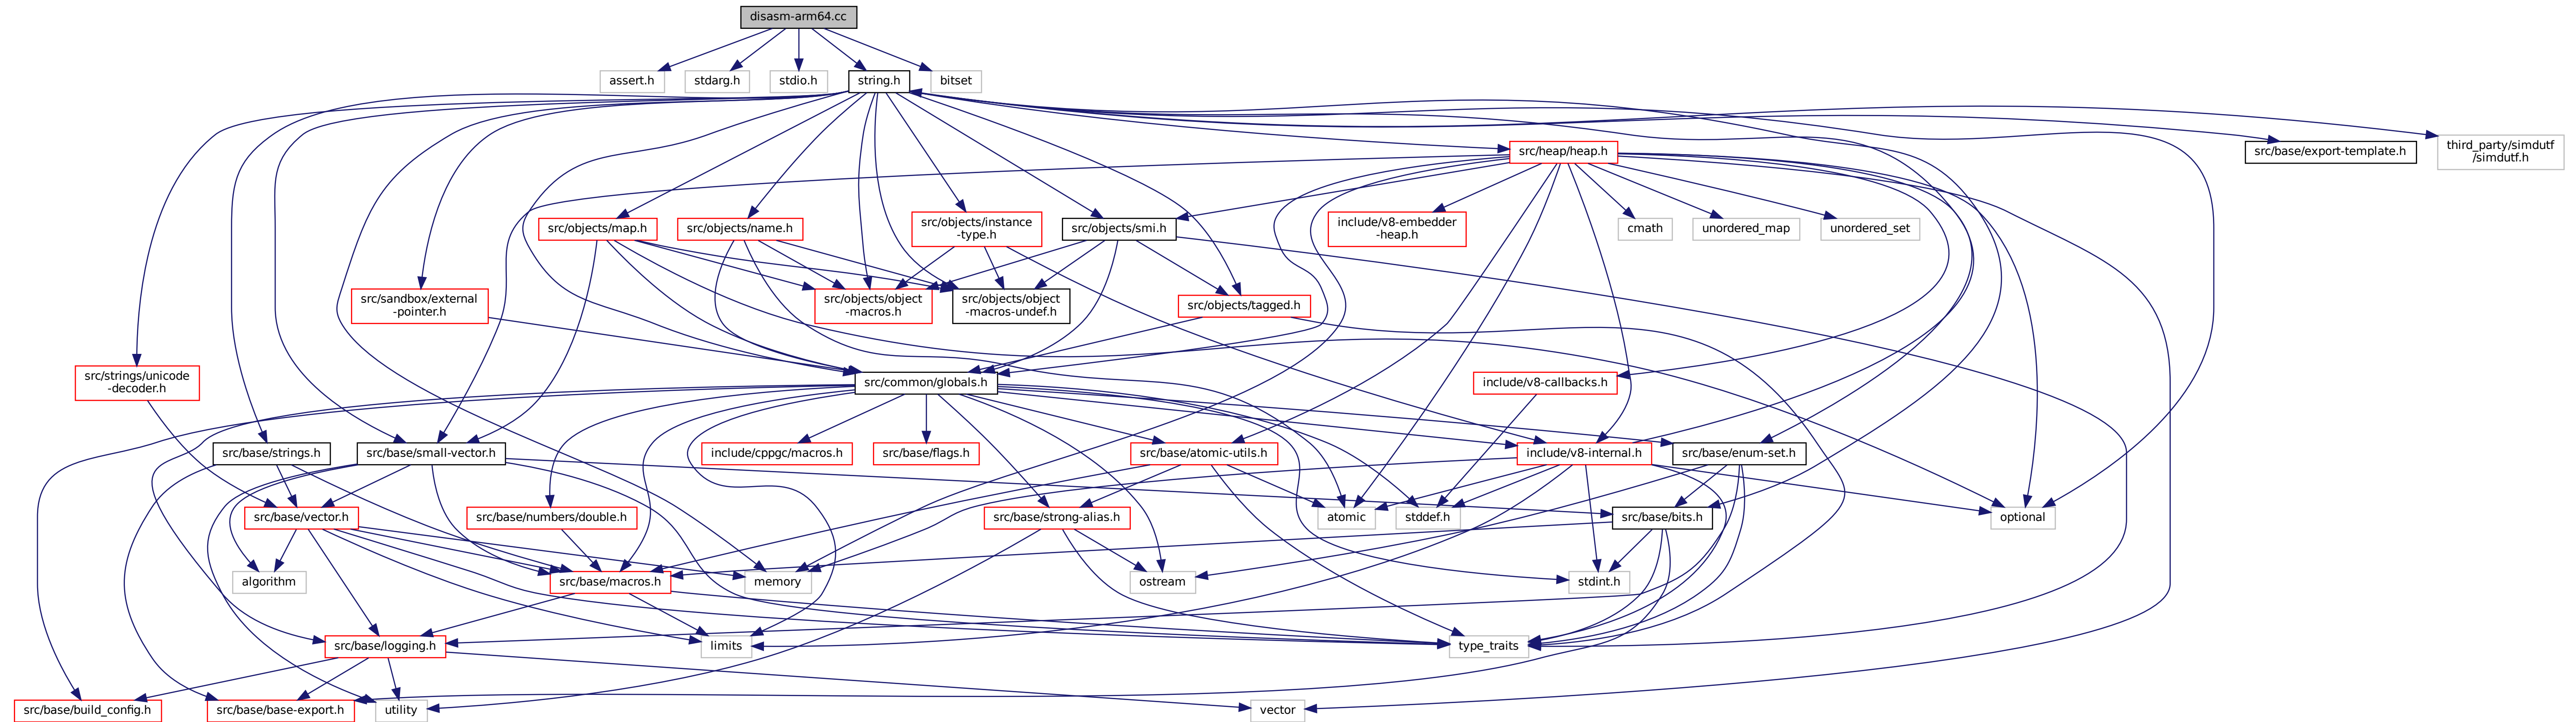 disasm-arm64.cc
assert.h
stdarg.h
stdio.h
string.h
bitset
src/heap/heap.h
src/base/export-template.h
third_party/simdutf
/simdutf.h
src/objects/map.h
src/objects/name.h
src/objects/instance
-type.h
src/objects/smi.h
include/v8-embedder
-heap.h
cmath
unordered_map
unordered_set
src/sandbox/external
-pointer.h
src/objects/object
-macros.h
src/objects/object
-macros-undef.h
src/objects/tagged.h
src/strings/unicode
-decoder.h
src/common/globals.h
include/v8-callbacks.h
src/base/strings.h
src/base/small-vector.h
include/cppgc/macros.h
src/base/flags.h
src/base/atomic-utils.h
include/v8-internal.h
src/base/enum-set.h
src/base/vector.h
src/base/numbers/double.h
src/base/strong-alias.h
atomic
stddef.h
src/base/bits.h
optional
algorithm
src/base/macros.h
memory
ostream
stdint.h
src/base/logging.h
limits
type_traits
src/base/build_config.h
src/base/base-export.h
utility
vector